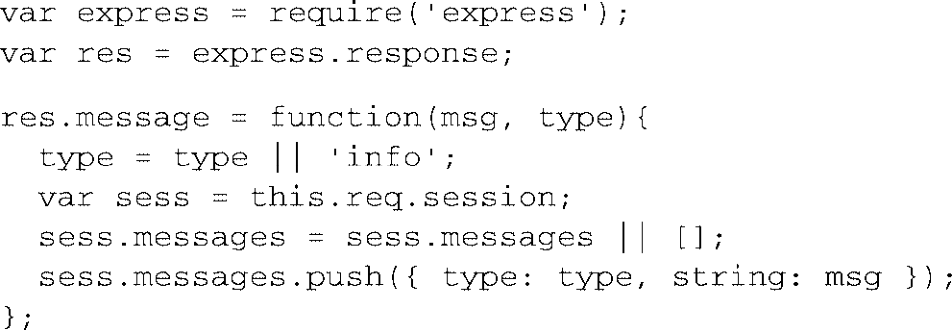 var express = require('express');
var res = express.response;
res.message = function(msg, type){
  type = type || 'info';
  var sess = this.req.session;
  sess.messages = sess.messages || [];
  sess.messages.push({ type: type, string: msg });
};